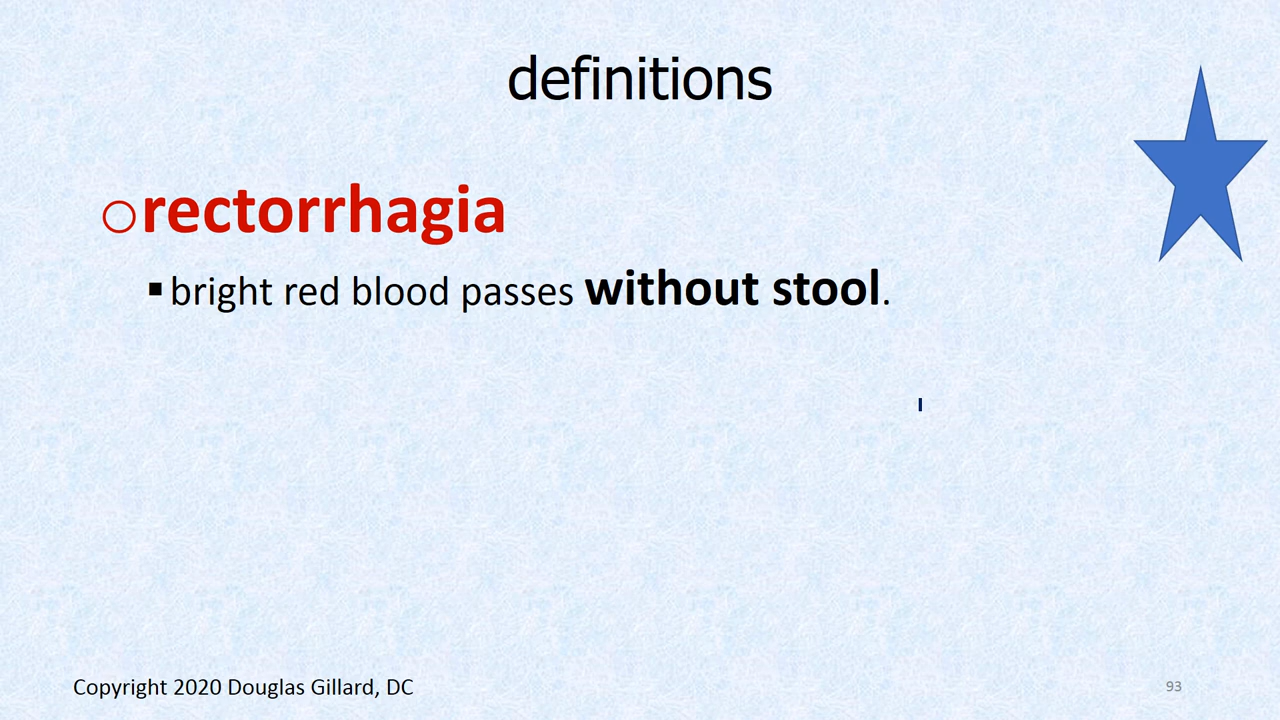 definitions
rectorrhagia
bright red blood passes without stool.
Copyright 2020 Douglas Gillard, DC
93